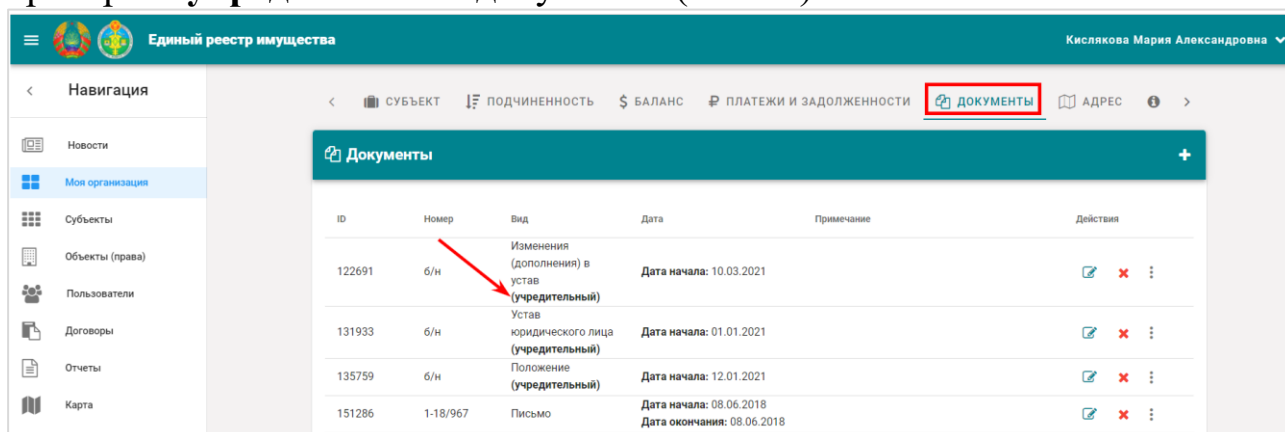 Единый реестр имущества
Кислякова Мария Александровна
Навигация
СУБЪЕКТ ПОДЧИНЕННОСТЬ $ БАЛАНС ₽ ПЛАТЕЖИ И ЗАДОЛЖЕННОСТИ ДОКУМЕНТЫ АДРЕС
Новости
Документы
Моя организация
Субъекты
ID Номер Вид Дата Примечание Действия
Объекты (права)
122691 б/н Изменения Дата начала: 10.03.2021
(дополнения) в
устав
(учредительный)
Пользователи
Договоры
131933 б/н Устав Дата начала: 01.01.2021
юридического лица
(учредительный)
Отчеты
135759 б/н Положение Дата начала: 12.01.2021
(учредительный)
Карта
151286 1-18/967 Письмо Дата начала: 08.06.2018
Дата окончания: 08.06.2018